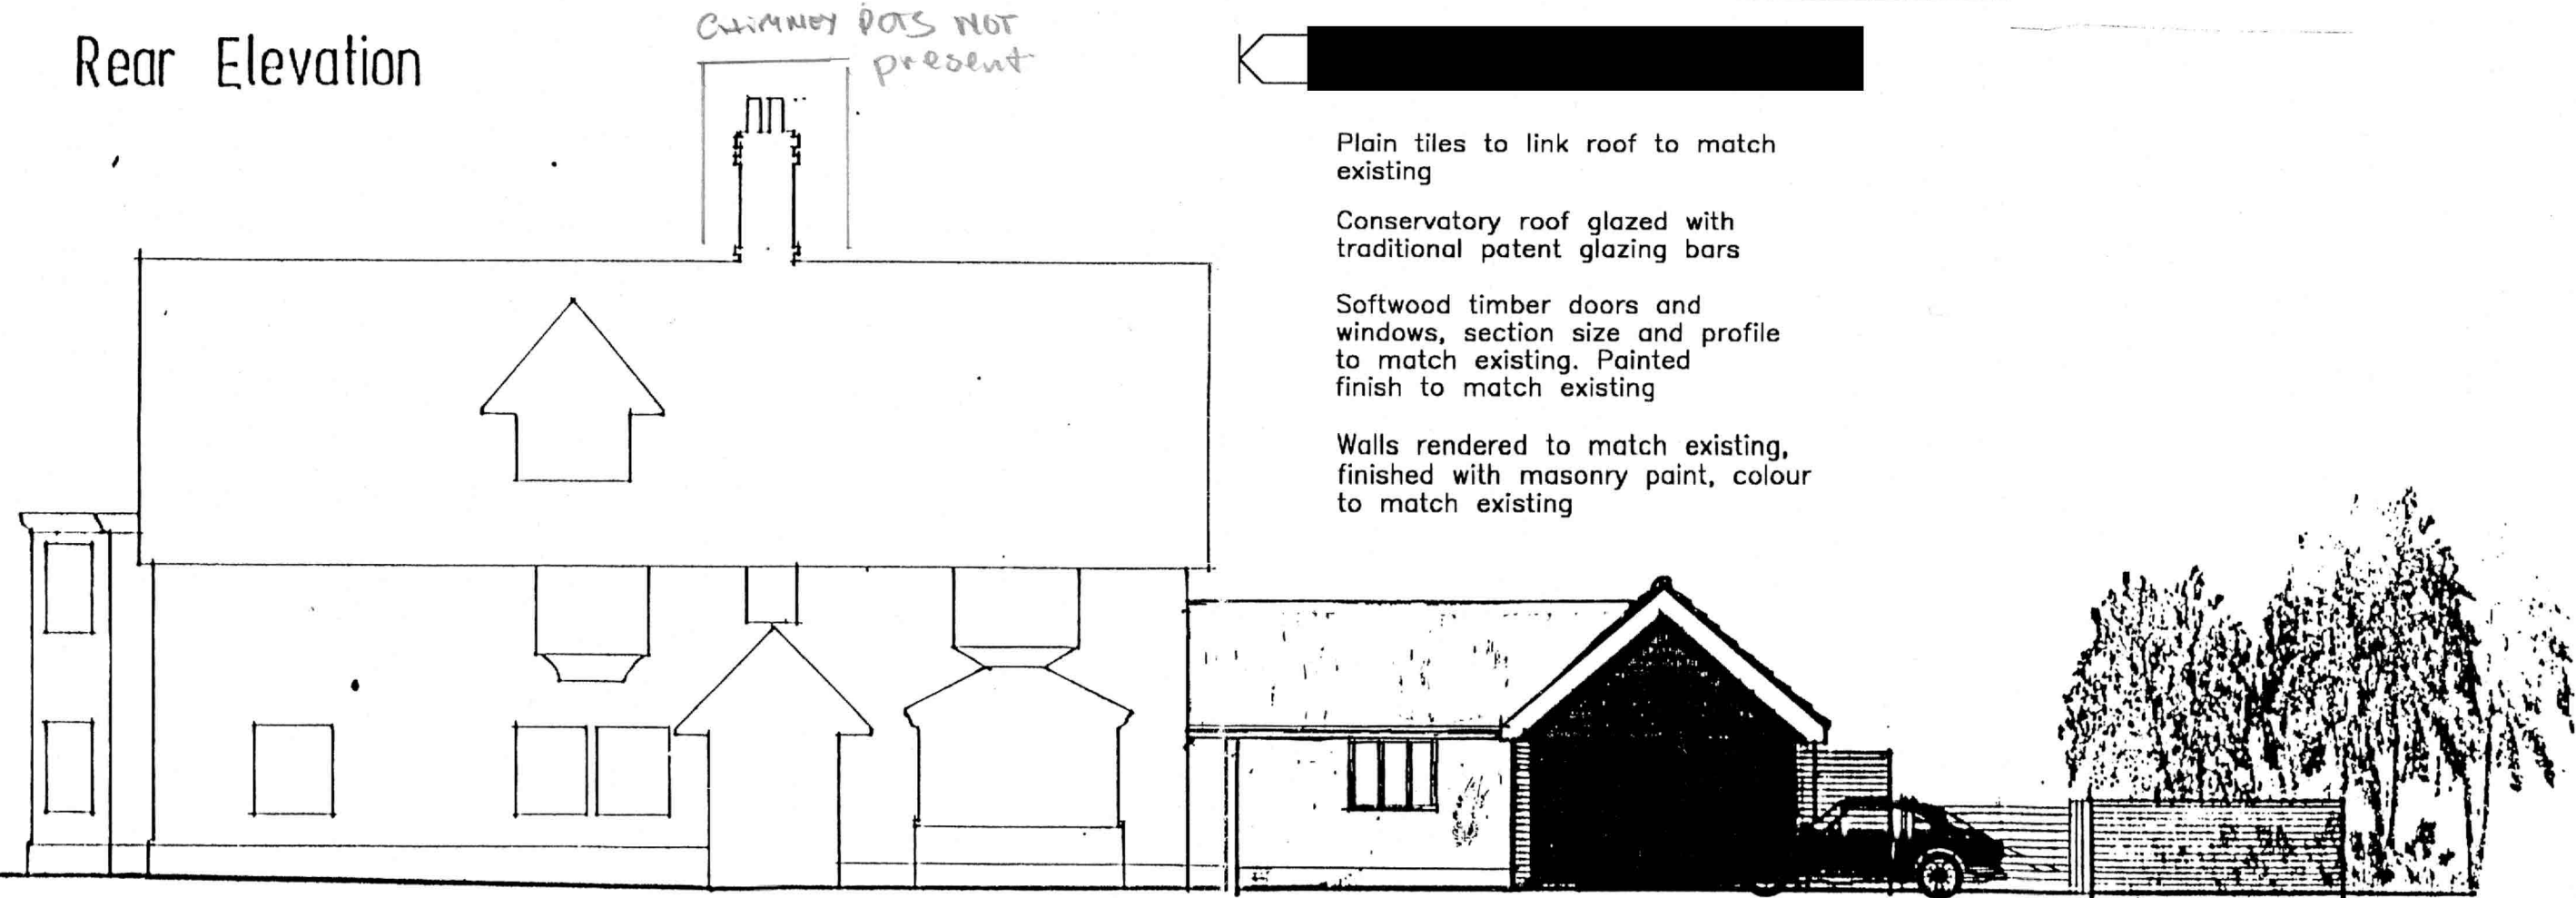 Rear Elevation
CHIMNEY POTS NOT
present
Plain tiles to link roof to match
existing
Conservatory roof glazed with
traditional patent glazing bars
Softwood timber doors and
windows, section size and profile
to match existing. Painted
finish to match existing
Walls rendered to match existing,
finished with masonry paint, colour
to match existing